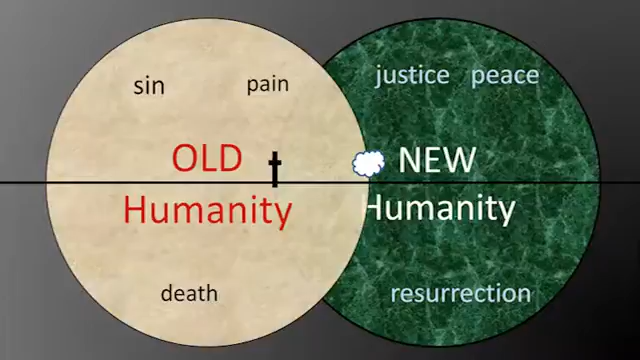 sin pain
OLD
Humanity
death
justice peace
NEW
Humanity
resurrection